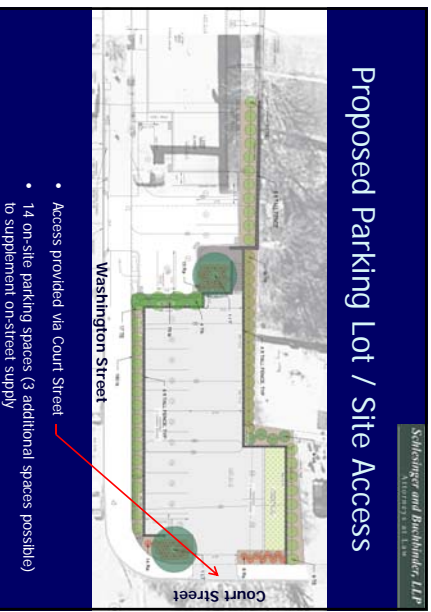 Schlesinger and Buchbinder, LLP
Attorneys at Law
Proposed Parking Lot / Site Access
Washington Street
Court Street
• Access provided via Court Street
• 14 on-site parking spaces (3 additional spaces possible)
to supplement on-street supply